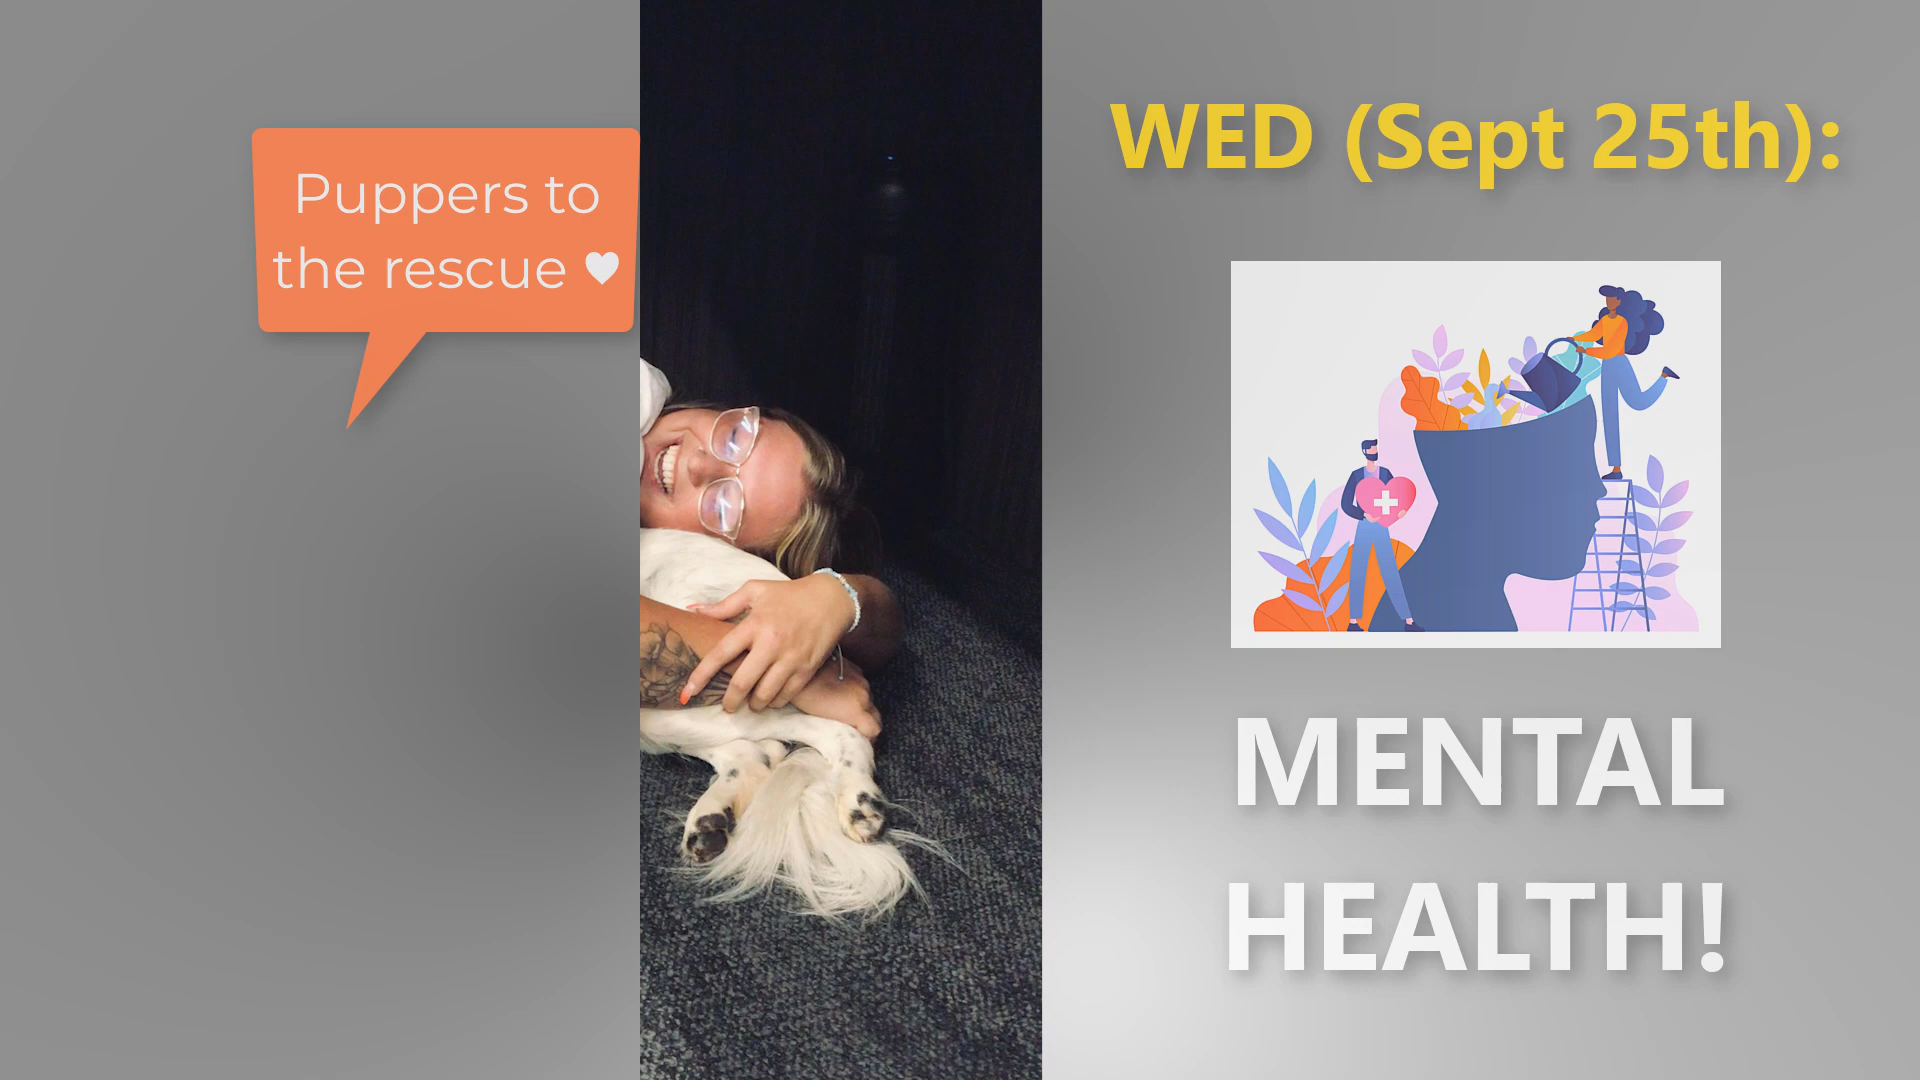 Puppers to
the rescue ♥
WED (Sept 25th):
MENTAL
HEALTH!